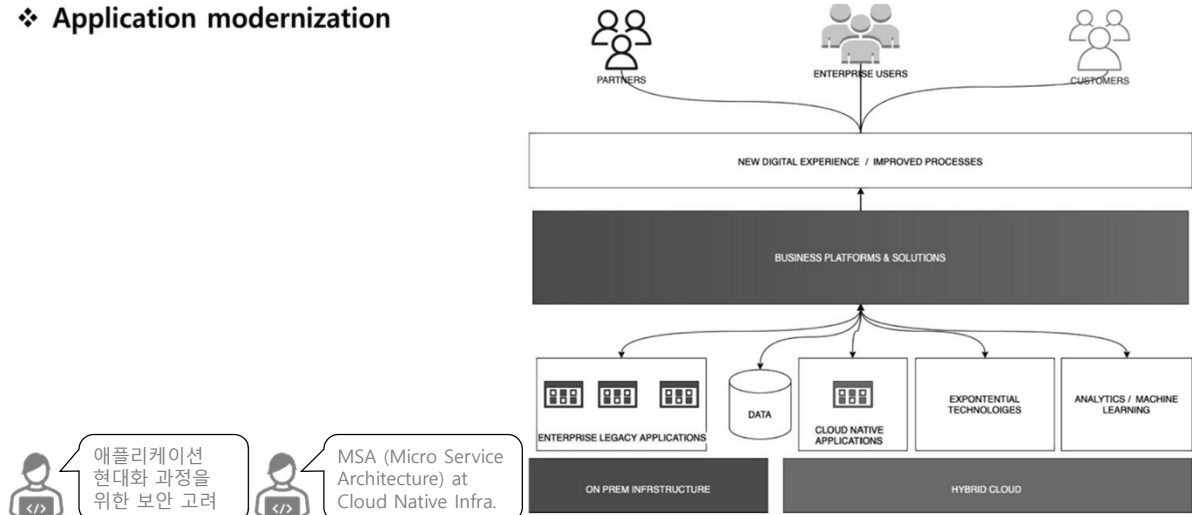 ❖ Application modernization
PARTNERS
ENTERPRISE USERS
CUSTOMERS
NEW DIGITAL EXPERIENCE / IMPROVED PROCESSES
BUSINESS PLATFORMS & SOLUTIONS
ENTERPRISE LEGACY APPLICATIONS
DATA
CLOUD NATIVE
APPLICATIONS
EXPONTENTIAL
TECHNOLOIGES
ANALYTICS / MACHINE
LEARNING
ON PREM INFRSTRUCTURE
HYBRID CLOUD
애플리케이션
현대화 과정을
위한 보안 고려
MSA (Micro Service
Architecture) at
Cloud Native Infra.